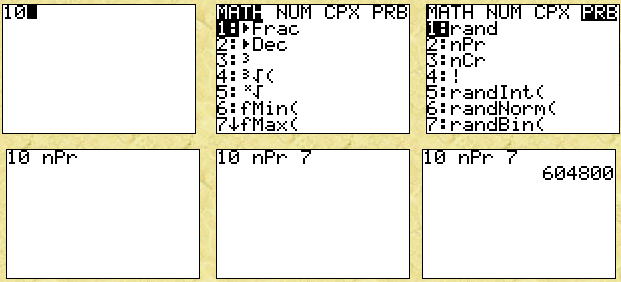 10
MATH NUM CPX PRB
1:▸Frac
2:▸Dec
3:³
4:³√(
5:ˣ√
6:fMin(
7↓fMax(
MATH NUM CPX PRB
1:rand
2:nPr
3:nCr
4:!
5:randInt(
6:randNorm(
7:randBin(
10 nPr
10 nPr 7
10 nPr 7
604800